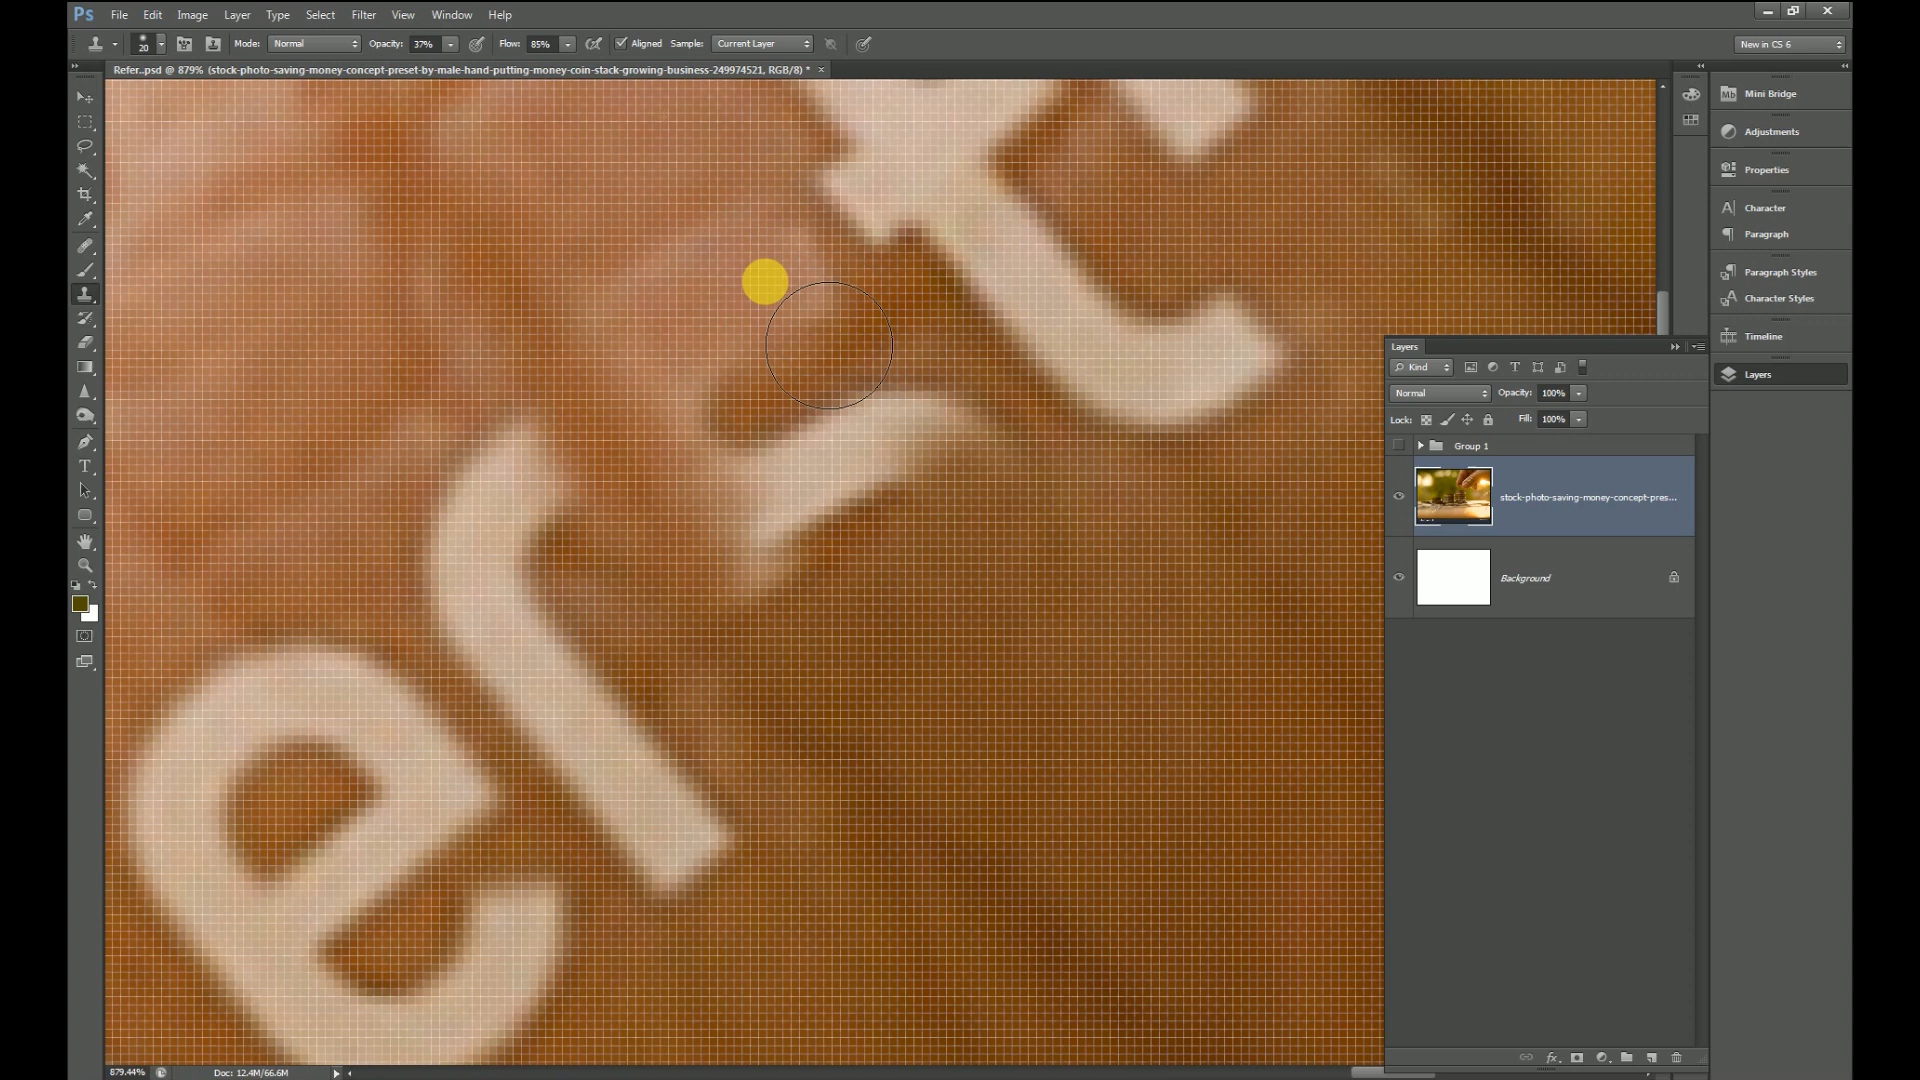 Ps File Edit Image Layer Type Select Filter View Window Help
20 Mode: Normal Opacity: 37% Flow: 85% Aligned Sample: Current Layer New in CS 6
Refer..psd @ 879% (stock-photo-saving-money-concept-preset-by-male-hand-putting-money-coin-stack-growing-business-249974521, RGB/8) *
Mb Mini Bridge
Adjustments
Properties
Character
Paragraph
Paragraph Styles
Character Styles
Timeline
Layers
Layers
Kind
Normal Opacity: 100%
Lock: Fill: 100%
Group 1
stock-photo-saving-money-concept-pres...
Background
er
879.44% Doc: 12.4M/66.6M